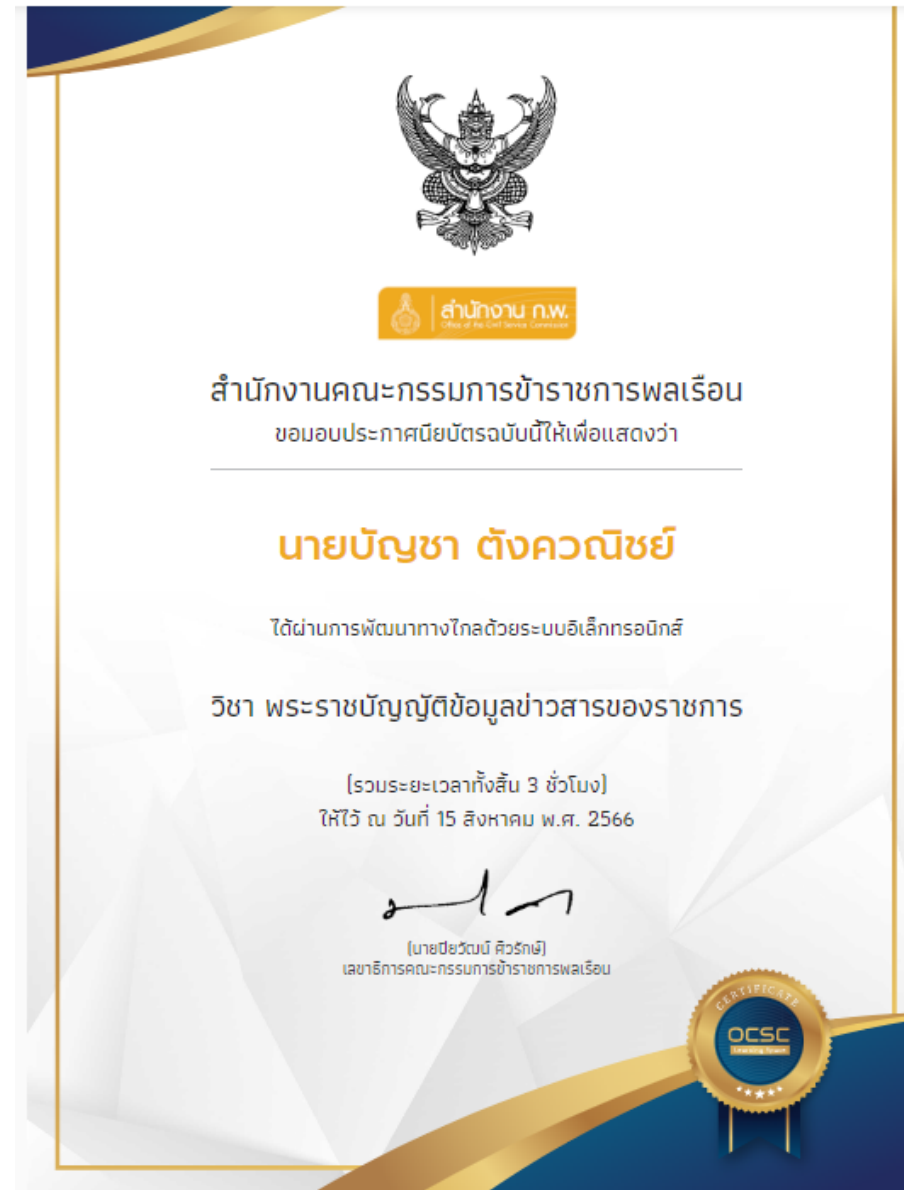 สำนักงาน ก.พ.
Office of the Civil Service Commission
สำนักงานคณะกรรมการข้าราชการพลเรือน
ขอมอบประกาศนียบัตรฉบับนี้ให้เพื่อแสดงว่า
นายบัญชา ตังควณิชย์
ได้ผ่านการพัฒนาทางไกลด้วยระบบอิเล็กทรอนิกส์
วิชา พระราชบัญญัติข้อมูลข่าวสารของราชการ
(รวมระยะเวลาทั้งสิ้น 3 ชั่วโมง)
ให้ไว้ ณ วันที่ 15 สิงหาคม พ.ศ. 2566
(นายปิยวัฒน์ ศิวรักษ์)
เลขาธิการคณะกรรมการข้าราชการพลเรือน
CERTIFICATE
OCSC
Learning Space